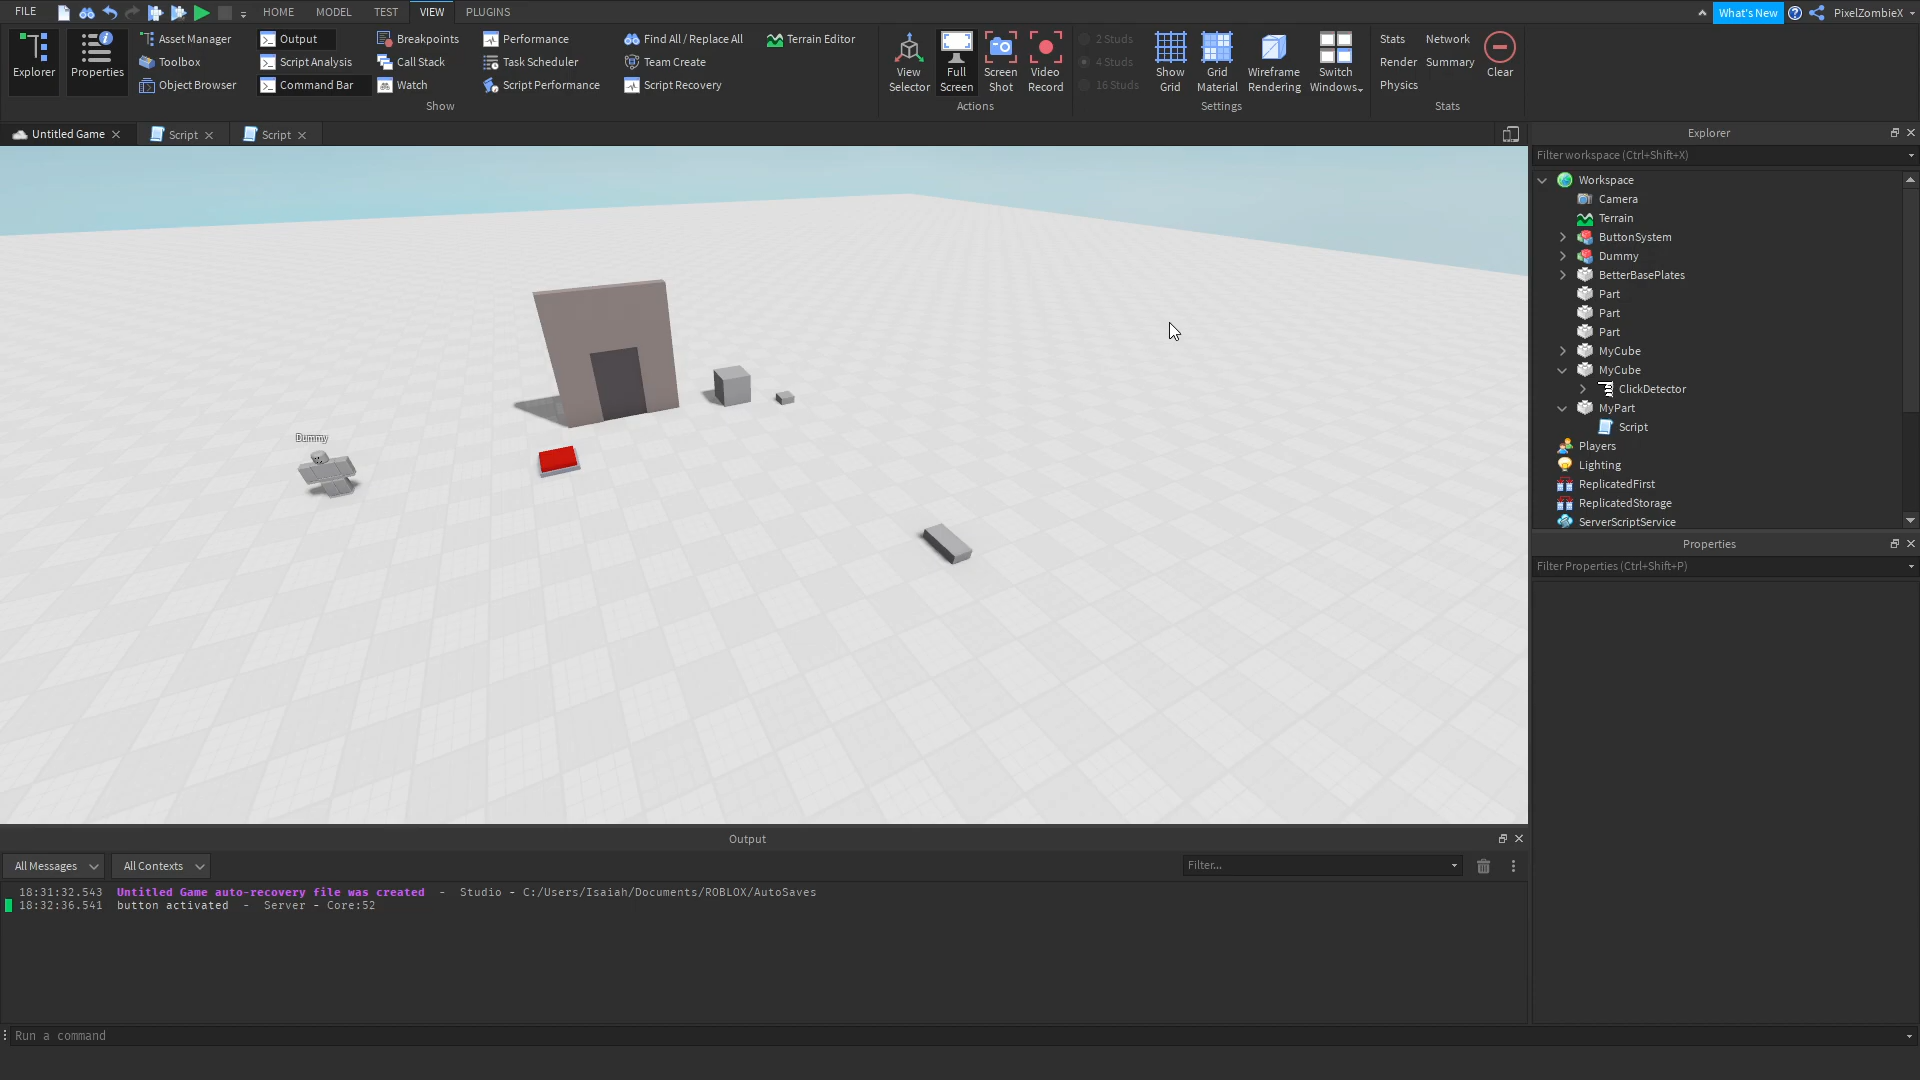 FILE HOME MODEL TEST VIEW PLUGINS What's New PixelZombieX
Explorer
Properties
Asset Manager
Toolbox
Object Browser
Output
Script Analysis
Command Bar
Breakpoints
Call Stack
Watch
Performance
Task Scheduler
Script Performance
Find All / Replace All
Team Create
Script Recovery
Terrain Editor
Show
View
Selector
Full
Screen
Screen
Shot
Video
Record
Actions
2 Studs
4 Studs
16 Studs
Show
Grid
Grid
Material
Wireframe
Rendering
Switch
Windows
Settings
Stats Network
Render Summary
Physics
Clear
Stats
Untitled Game Script Script
Dummy
Explorer
Filter workspace (Ctrl+Shift+X)
Workspace
Camera
Terrain
ButtonSystem
Dummy
BetterBasePlates
Part
Part
Part
MyCube
MyCube
ClickDetector
MyPart
Script
Players
Lighting
ReplicatedFirst
ReplicatedStorage
ServerScriptService
Properties
Filter Properties (Ctrl+Shift+P)
Output
All Messages All Contexts Filter...
18:31:32.543 Untitled Game auto-recovery file was created - Studio - C:/Users/Isaiah/Documents/ROBLOX/AutoSaves
18:32:36.541 button activated - Server - Core:52
Run a command